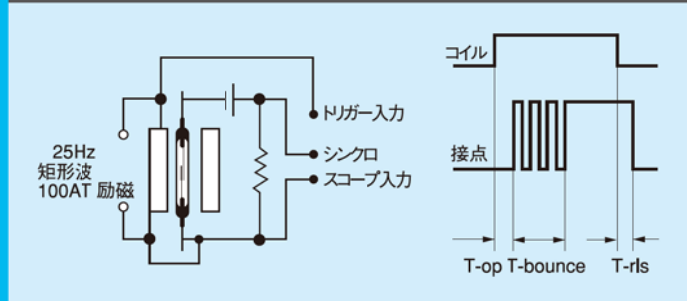 25Hz
矩形波
100AT 励磁
トリガー入力
シンクロ
スコープ入力
コイル
接点
T-op T-bounce T-rls